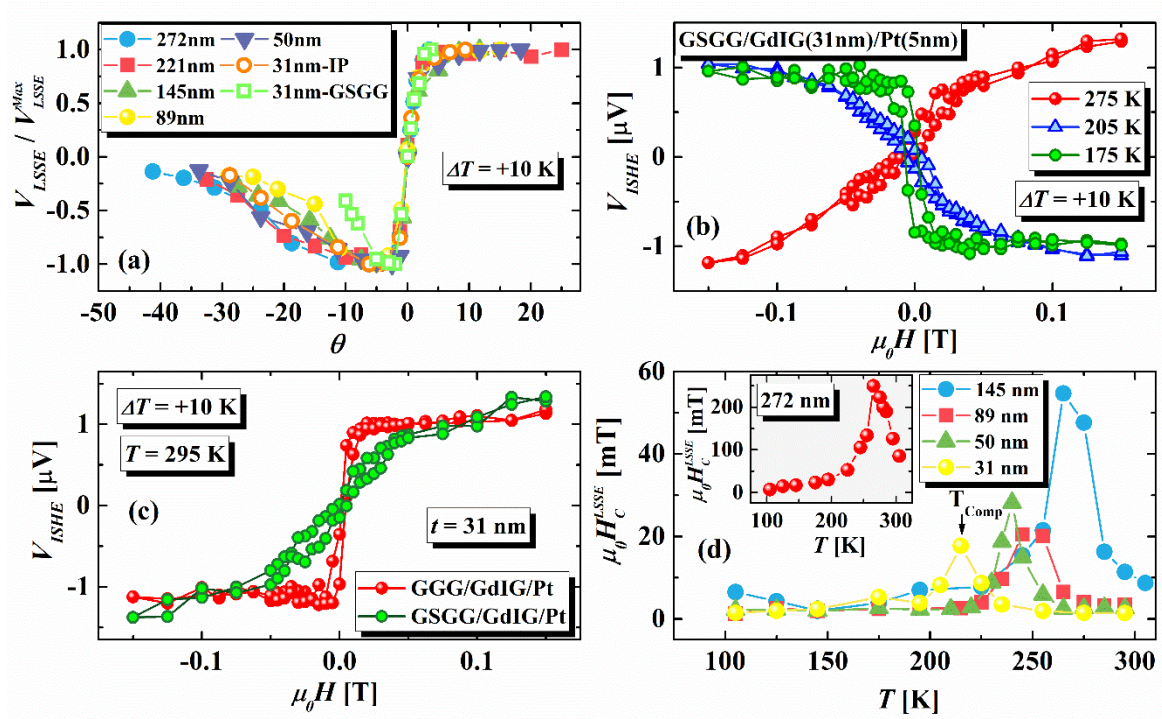 272nm
221nm
145nm
89nm
50nm
31nm-IP
31nm-GSGG
1.0
0.5
0.0
-0.5
-1.0
V_LSSE / V^Max_LSSE
ΔT = +10 K
(a)
-50 -40 -30 -20 -10 0 10 20
θ
GSGG/GdIG(31nm)/Pt(5nm)
1
0
-1
V_ISHE [μV]
275 K
205 K
175 K
ΔT = +10 K
(b)
-0.1 0.0 0.1
μ₀H [T]
ΔT = +10 K
T = 295 K
2
1
0
-1
V_ISHE [μV]
t = 31 nm
(c)
GGG/GdIG/Pt
GSGG/GdIG/Pt
-0.1 0.0 0.1
μ₀H [T]
60
40
20
0
μ₀H_C^LSSE [mT]
272 nm
200
100
0
μ₀H_C^LSSE [mT]
100 200 300
T [K]
145 nm
89 nm
50 nm
31 nm
T_Comp
(d)
100 150 200 250 300
T [K]